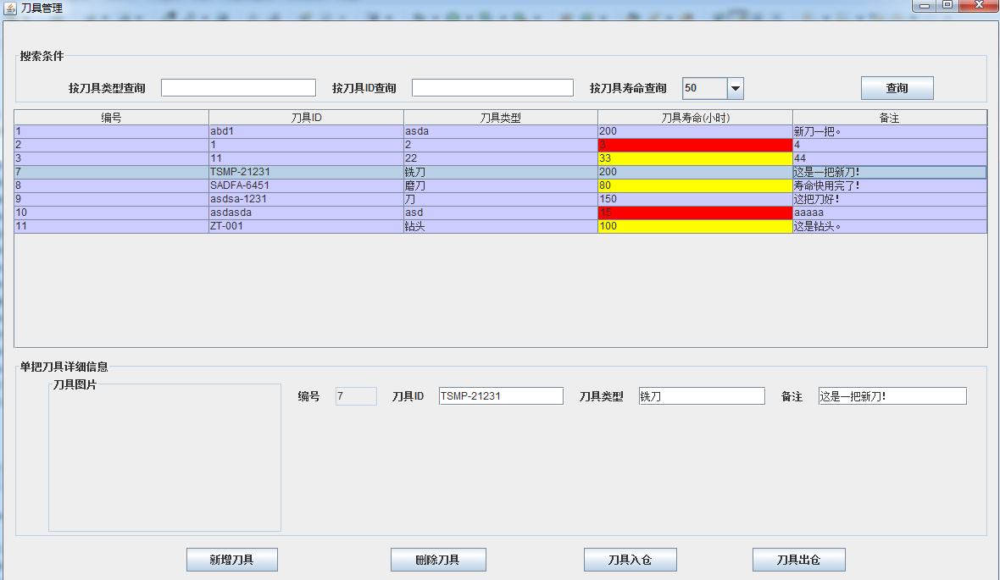 刀具管理
搜索条件
按刀具类型查询 按刀具ID查询 按刀具寿命查询 50 查询
编号 刀具ID 刀具类型 刀具寿命(小时) 备注
1 abd1 asda 200 新刀一把。
2 1 2 3 4
3 11 22 33 44
7 TSMP-21231 铣刀 200 这是一把新刀！
8 SADFA-6451 磨刀 80 寿命快用完了！
9 asdsa-1231 刀 150 这把刀好！
10 asdasda asd 15 aaaaa
11 ZT-001 钻头 100 这是钻头。
单把刀具详细信息
刀具图片
编号 7 刀具ID TSMP-21231 刀具类型 铣刀 备注 这是一把新刀！
新增刀具 删除刀具 刀具入仓 刀具出仓